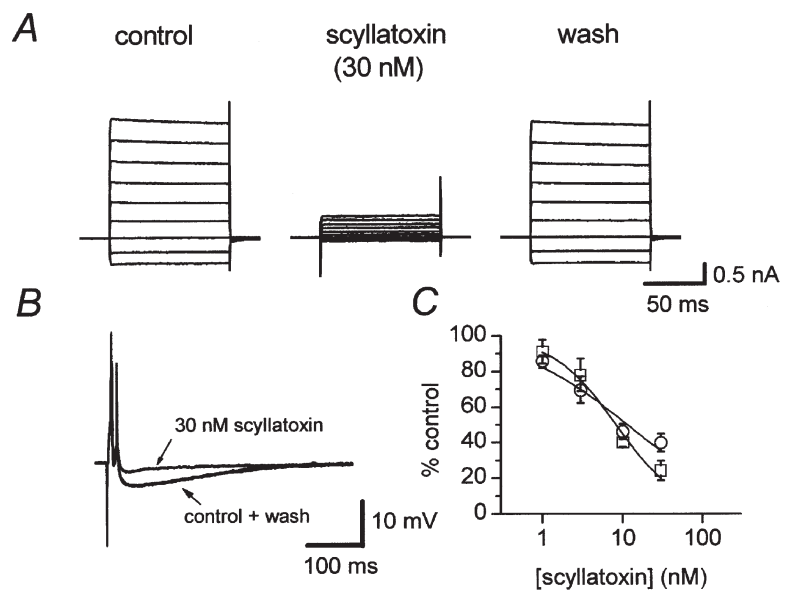 A
control
scyllatoxin
(30 nM)
wash
0.5 nA
50 ms
B
30 nM scyllatoxin
control + wash
10 mV
100 ms
C
% control
100
80
60
40
20
0
1
10
100
[scyllatoxin] (nM)